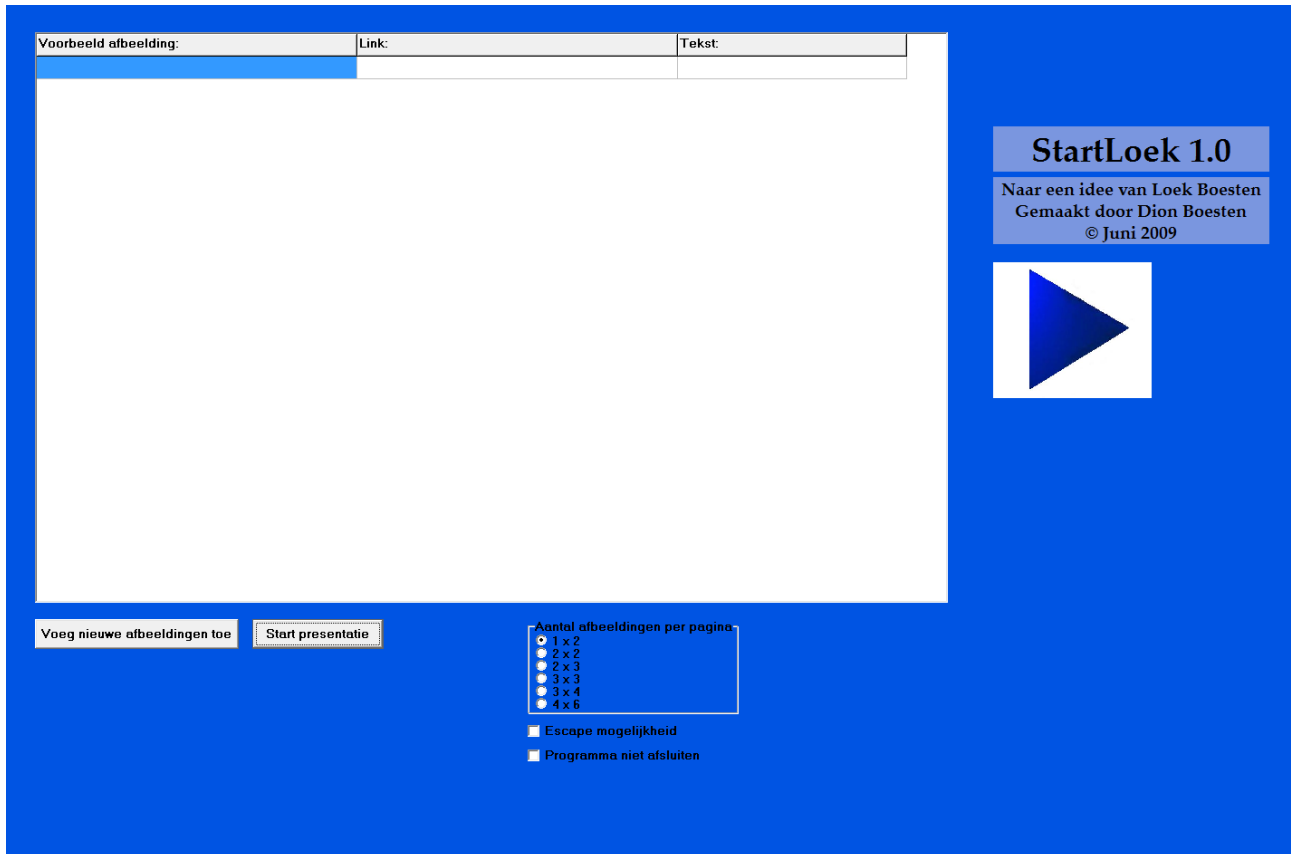 Voorbeeld afbeelding: Link: Tekst:
StartLoek 1.0
Naar een idee van Loek Boesten
Gemaakt door Dion Boesten
© Juni 2009
Voeg nieuwe afbeeldingen toe
Start presentatie
Aantal afbeeldingen per pagina
1 x 2
2 x 2
2 x 3
3 x 3
3 x 4
4 x 6
Escape mogelijkheid
Programma niet afsluiten